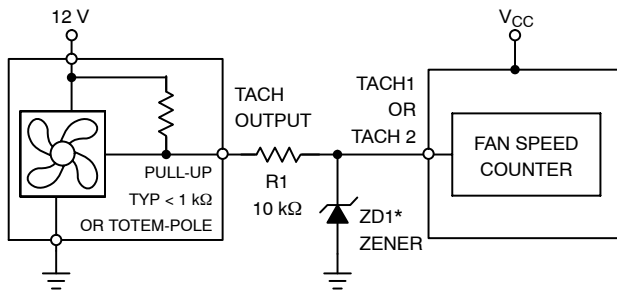 12 V
VCC
TACH
OUTPUT
TACH1
OR
TACH 2
FAN SPEED
COUNTER
PULL-UP
TYP < 1 kΩ
OR TOTEM-POLE
R1
10 kΩ
ZD1*
ZENER